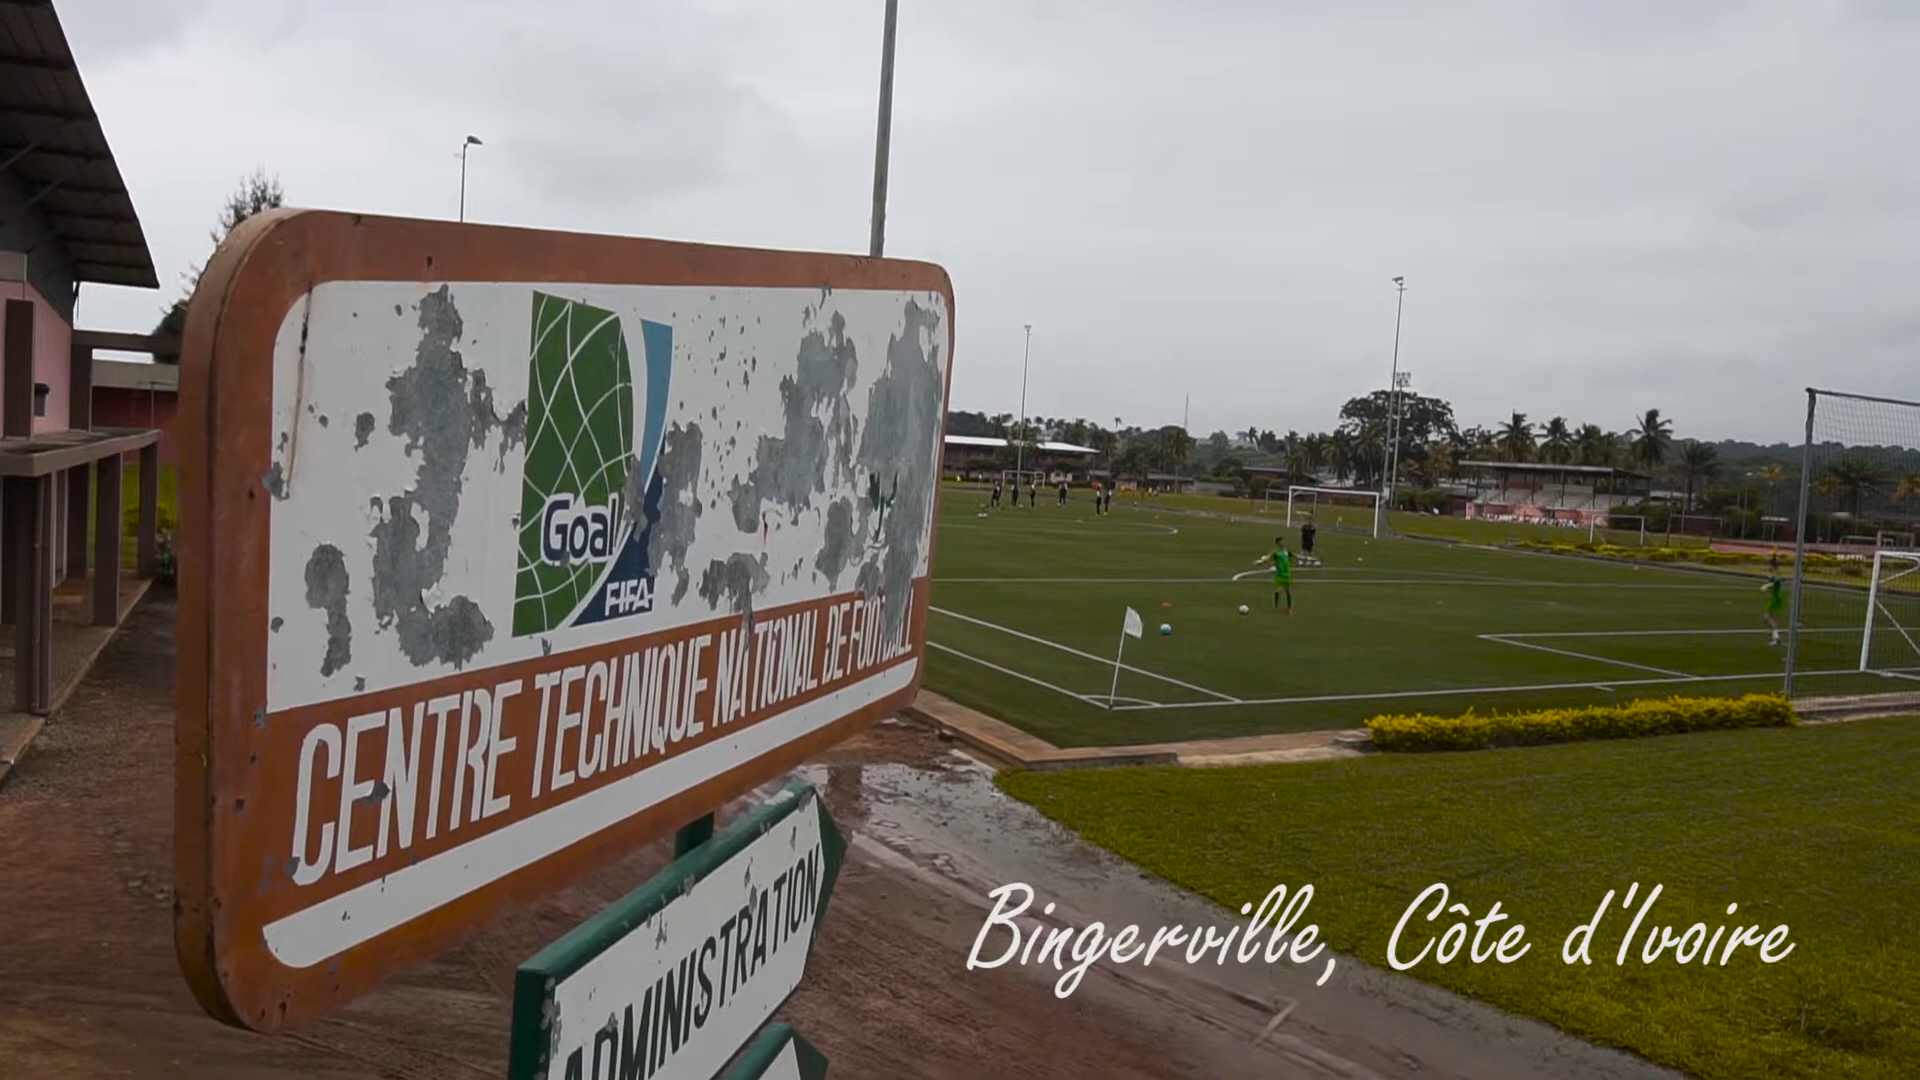 Goal
FIFA
CENTRE TECHNIQUE NATIONAL DE FOOTBALL
ADMINISTRATION
Bingerville, Côte d'Ivoire